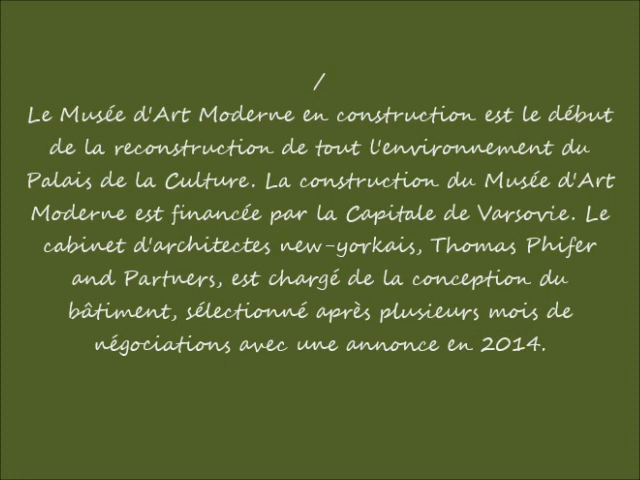 /
Le Musée d'Art Moderne en construction est le début
de la reconstruction de tout l'environnement du
Palais de la Culture. La construction du Musée d'Art
Moderne est financée par la Capitale de Varsovie. Le
cabinet d'architectes new-yorkais, Thomas Phifer
and Partners, est chargé de la conception du
bâtiment, sélectionné après plusieurs mois de
négociations avec une annonce en 2014.